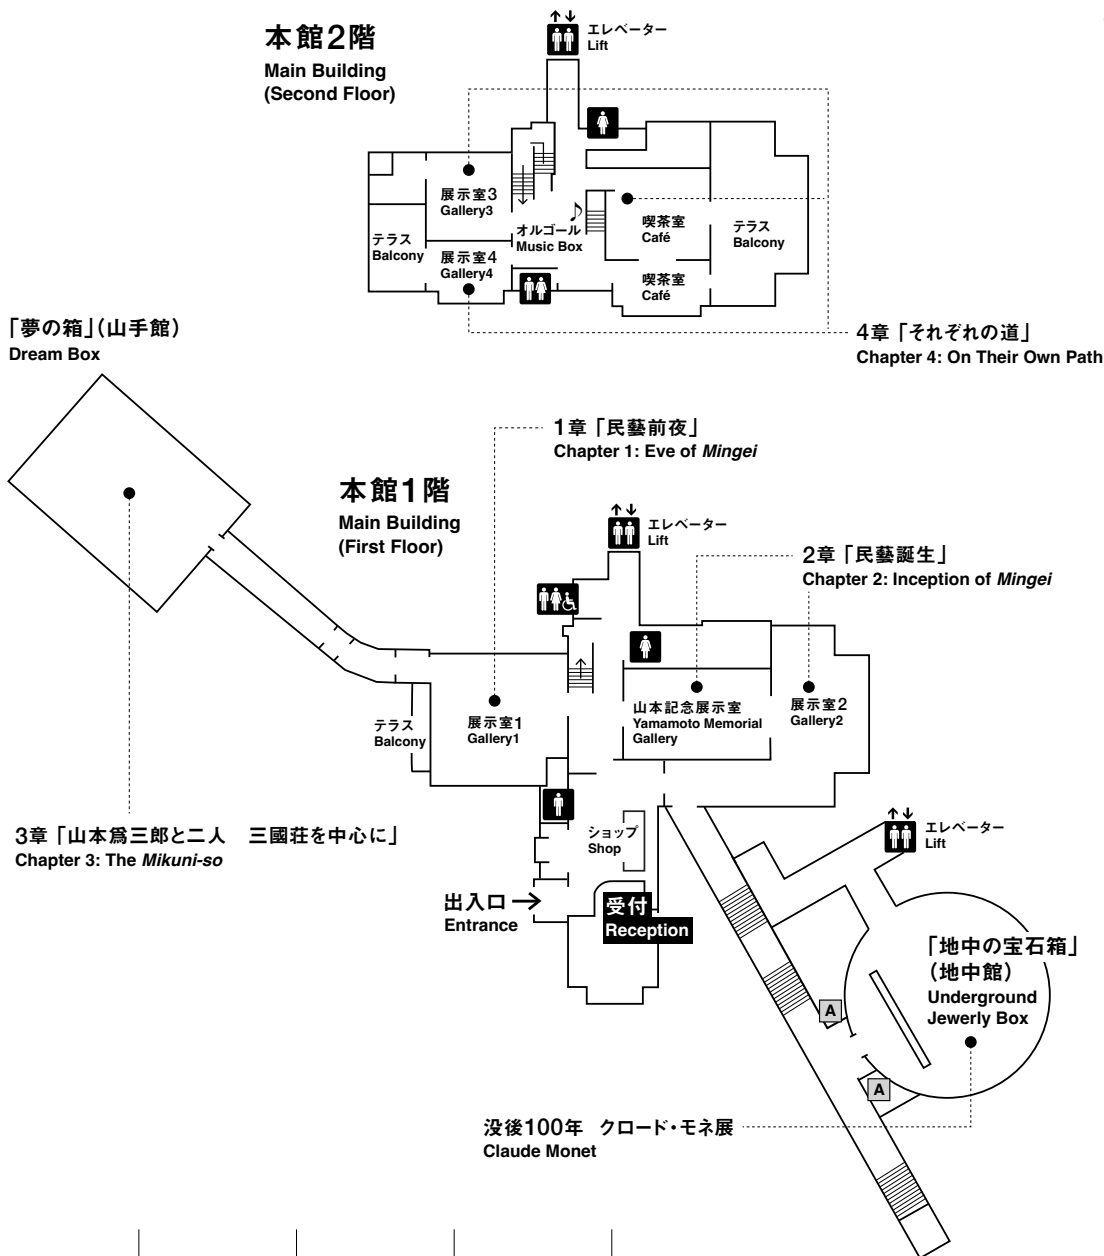 本館2階
Main Building
(Second Floor)
エレベーター
Lift
展示室3
Gallery3
テラス
Balcony
展示室4
Gallery4
オルゴール
Music Box
喫茶室
Café
喫茶室
Café
テラス
Balcony
4章「それぞれの道」
Chapter 4: On Their Own Path
「夢の箱」(山手館)
Dream Box
1章「民藝前夜」
Chapter 1: Eve of Mingei
本館1階
Main Building
(First Floor)
エレベーター
Lift
2章「民藝誕生」
Chapter 2: Inception of Mingei
テラス
Balcony
展示室1
Gallery1
山本記念展示室
Yamamoto Memorial
Gallery
展示室2
Gallery2
3章「山本爲三郎と二人 三國荘を中心に」
Chapter 3: The Mikuni-so
ショップ
Shop
エレベーター
Lift
出入口
Entrance
受付
Reception
「地中の宝石箱」
(地中館)
Underground
Jewerly Box
A
A
没後100年 クロード・モネ展
Claude Monet